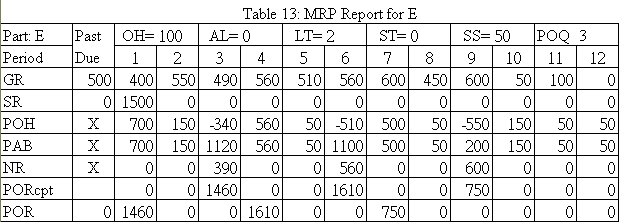 Table 13: MRP Report for E
Part: E Past OH= 100 AL= 0 LT= 2 ST= 0 SS= 50 POQ 3
Period Due 1 2 3 4 5 6 7 8 9 10 11 12
GR 500 400 550 490 560 510 560 600 450 600 50 100 0
SR 0 1500 0 0 0 0 0 0 0 0 0 0 0
POH X 700 150 -340 560 50 -510 500 50 -550 150 50 50
PAB X 700 150 1120 560 50 1100 500 50 200 150 50 50
NR X 0 0 390 0 0 560 0 0 600 0 0 0
PORcpt 0 0 1460 0 0 1610 0 0 750 0 0 0
POR 0 1460 0 0 1610 0 0 750 0 0 0 0 0